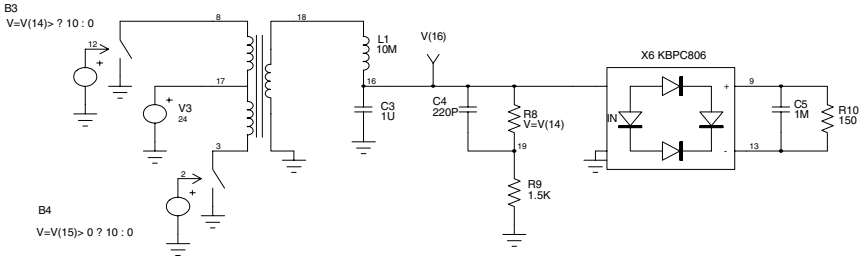 B3
V=V(14)> ? 10 : 0
8
18
L1
10M
V(16)
X6 KBPC806
12
+
17
16
9
+
V3
24
+
C3
1U
C4
220P
R8
V=V(14)
IN
C5
1M
R10
150
3
19
-
13
2
+
R9
1.5K
B4
V=V(15)> 0 ? 10 : 0